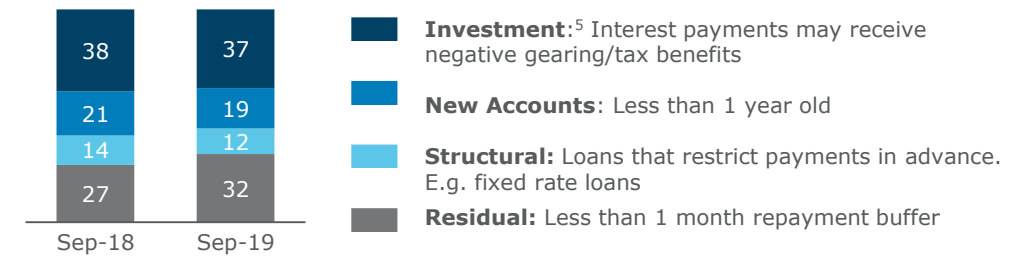 38
37
21
19
14
12
27
32
Sep-18
Sep-19
Investment:⁵ Interest payments may receive
negative gearing/tax benefits
New Accounts: Less than 1 year old
Structural: Loans that restrict payments in advance.
E.g. fixed rate loans
Residual: Less than 1 month repayment buffer